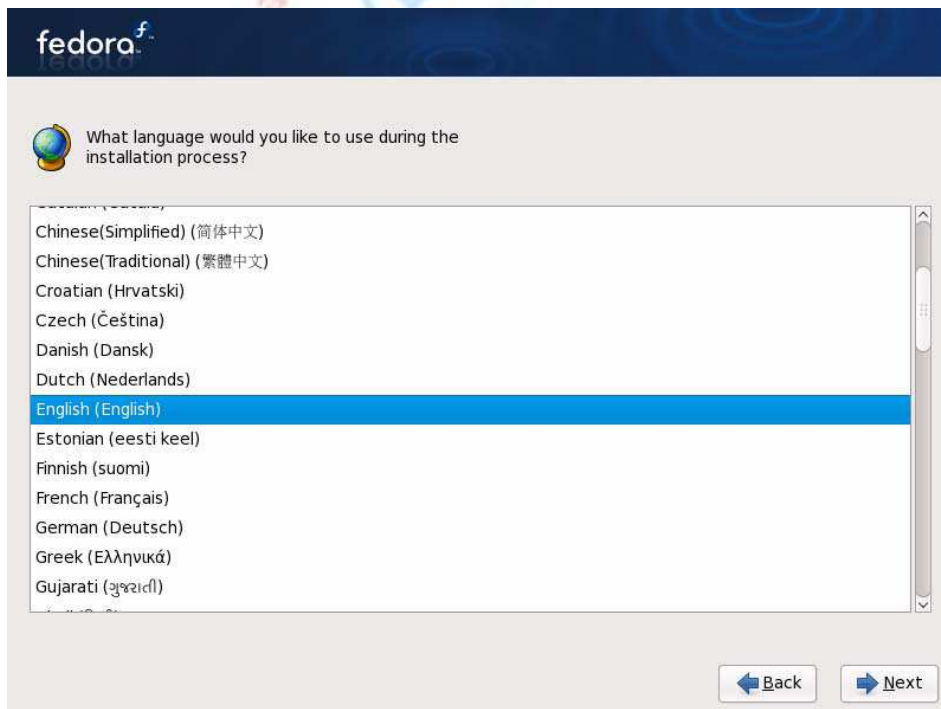 fedora
What language would you like to use during the
installation process?
Chinese(Simplified) (简体中文)
Chinese(Traditional) (繁體中文)
Croatian (Hrvatski)
Czech (Čeština)
Danish (Dansk)
Dutch (Nederlands)
English (English)
Estonian (eesti keel)
Finnish (suomi)
French (Français)
German (Deutsch)
Greek (Ελληνικά)
Gujarati (ગુજરાતી)
Back
Next